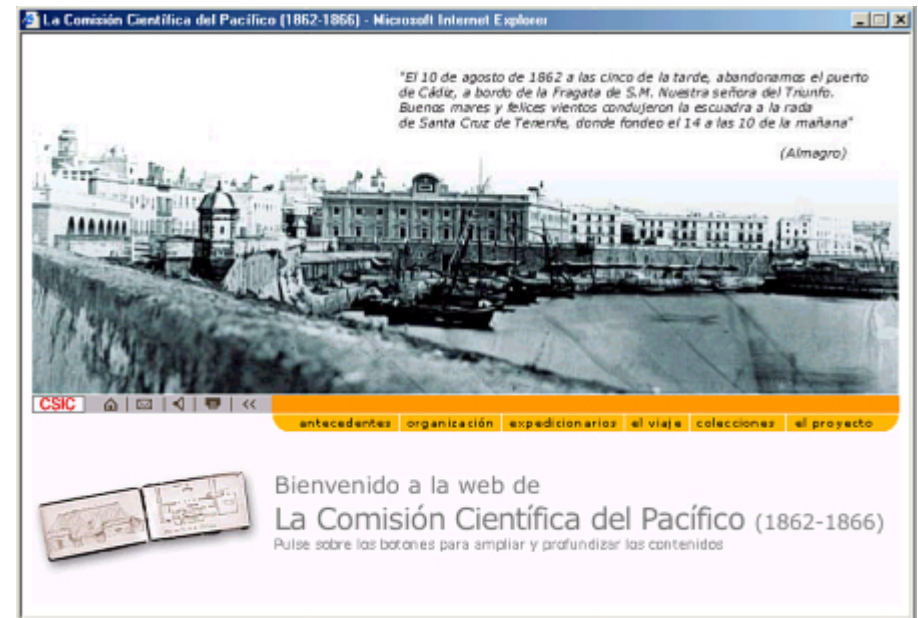 La Comisión Científica del Pacífico (1862-1866) - Microsoft Internet Explorer
"El 10 de agosto de 1862 a las cinco de la tarde, abandonamos el puerto
de Cádiz, a bordo de la Fragata de S.M. Nuestra señora del Triunfo.
Buenos mares y felices vientos condujeron la escuadra a la rada
de Santa Cruz de Tenerife, donde fondeo el 14 a las 10 de la mañana"
(Almagro)
CSIC
antecedentes organización expedicionarios el viaje colecciones el proyecto
Bienvenido a la web de
La Comisión Científica del Pacífico (1862-1866)
Pulse sobre los botones para ampliar y profundizar los contenidos